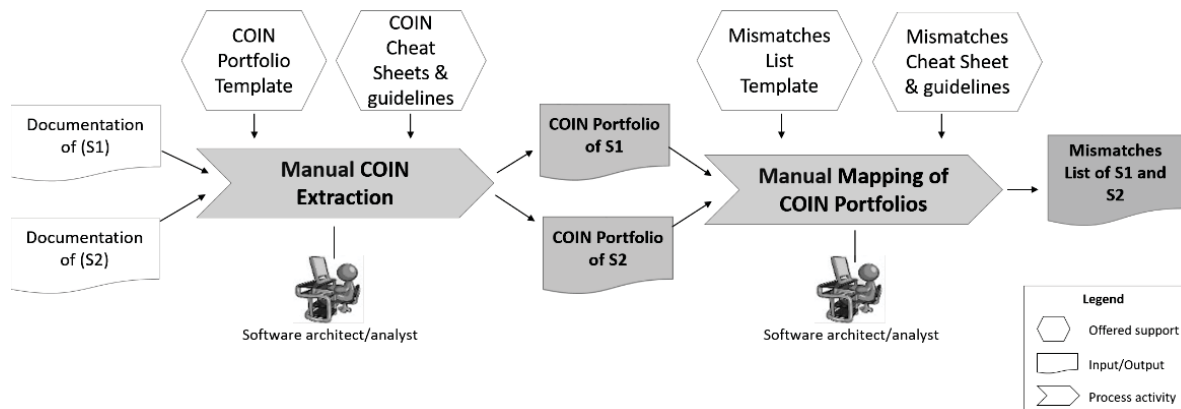 COIN
Portfolio
Template
COIN
Cheat
Sheets &
guidelines
Mismatches
List
Template
Mismatches
Cheat Sheet
& guidelines
Documentation
of (S1)
Documentation
of (S2)
Manual COIN
Extraction
COIN Portfolio
of S1
COIN Portfolio
of S2
Manual Mapping of
COIN Portfolios
Mismatches
List of S1 and
S2
Software architect/analyst
Software architect/analyst
Legend
Offered support
Input/Output
Process activity